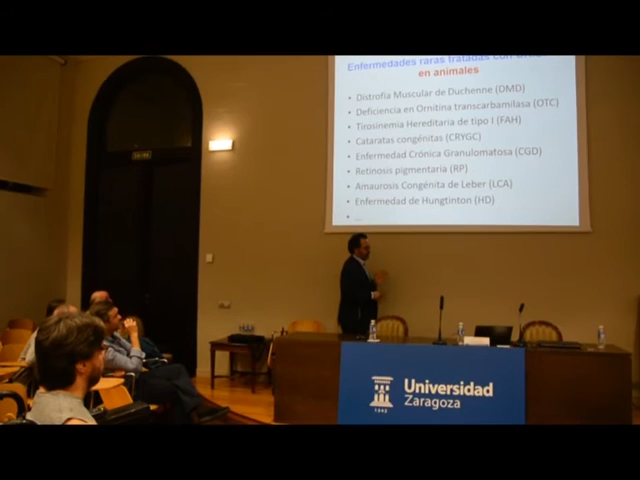 Enfermedades raras tratadas con
en animales
• Distrofia Muscular de Duchenne (DMD)
• Deficiencia en Ornitina transcarbamilasa (OTC)
• Tirosinemia Hereditaria de tipo I (FAH)
• Cataratas congénitas (CRYGC)
• Enfermedad Crónica Granulomatosa (CGD)
• Retinosis pigmentaria (RP)
• Amaurosis Congénita de Leber (LCA)
• Enfermedad de Hungtinton (HD)
• ...
SALIDA
Universidad
Zaragoza
1542